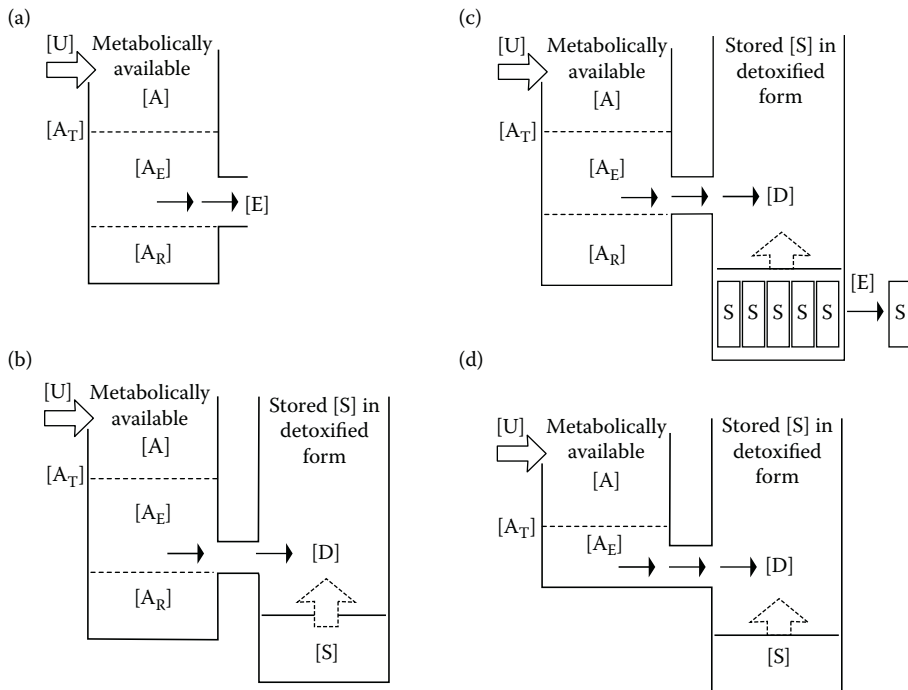 (a)
[U]
Metabolically
available
[A]
[A_T]
[A_E]
[E]
[A_R]
(b)
[U]
Metabolically
available
[A]
Stored [S] in
detoxified
form
[A_T]
[A_E]
[D]
[A_R]
[S]
(c)
[U]
Metabolically
available
[A]
Stored [S] in
detoxified
form
[A_T]
[A_E]
[D]
[A_R]
[E]
S S S S S S
(d)
[U]
Metabolically
available
[A]
Stored [S] in
detoxified
form
[A_T]
[A_E]
[D]
[S]